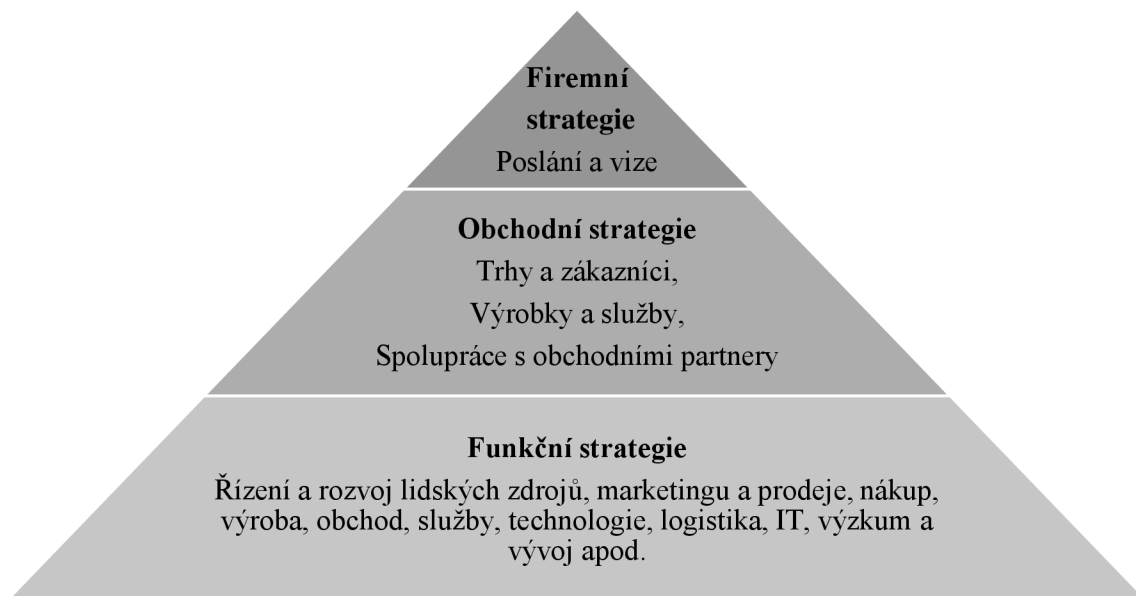 Firemní
strategie
Poslání a vize
Obchodní strategie
Trhy a zákazníci,
Výrobky a služby,
Spolupráce s obchodními partnery
Funkční strategie
Řízení a rozvoj lidských zdrojů, marketingu a prodeje, nákup,
výroba, obchod, služby, technologie, logistika, IT, výzkum a
vývoj apod.